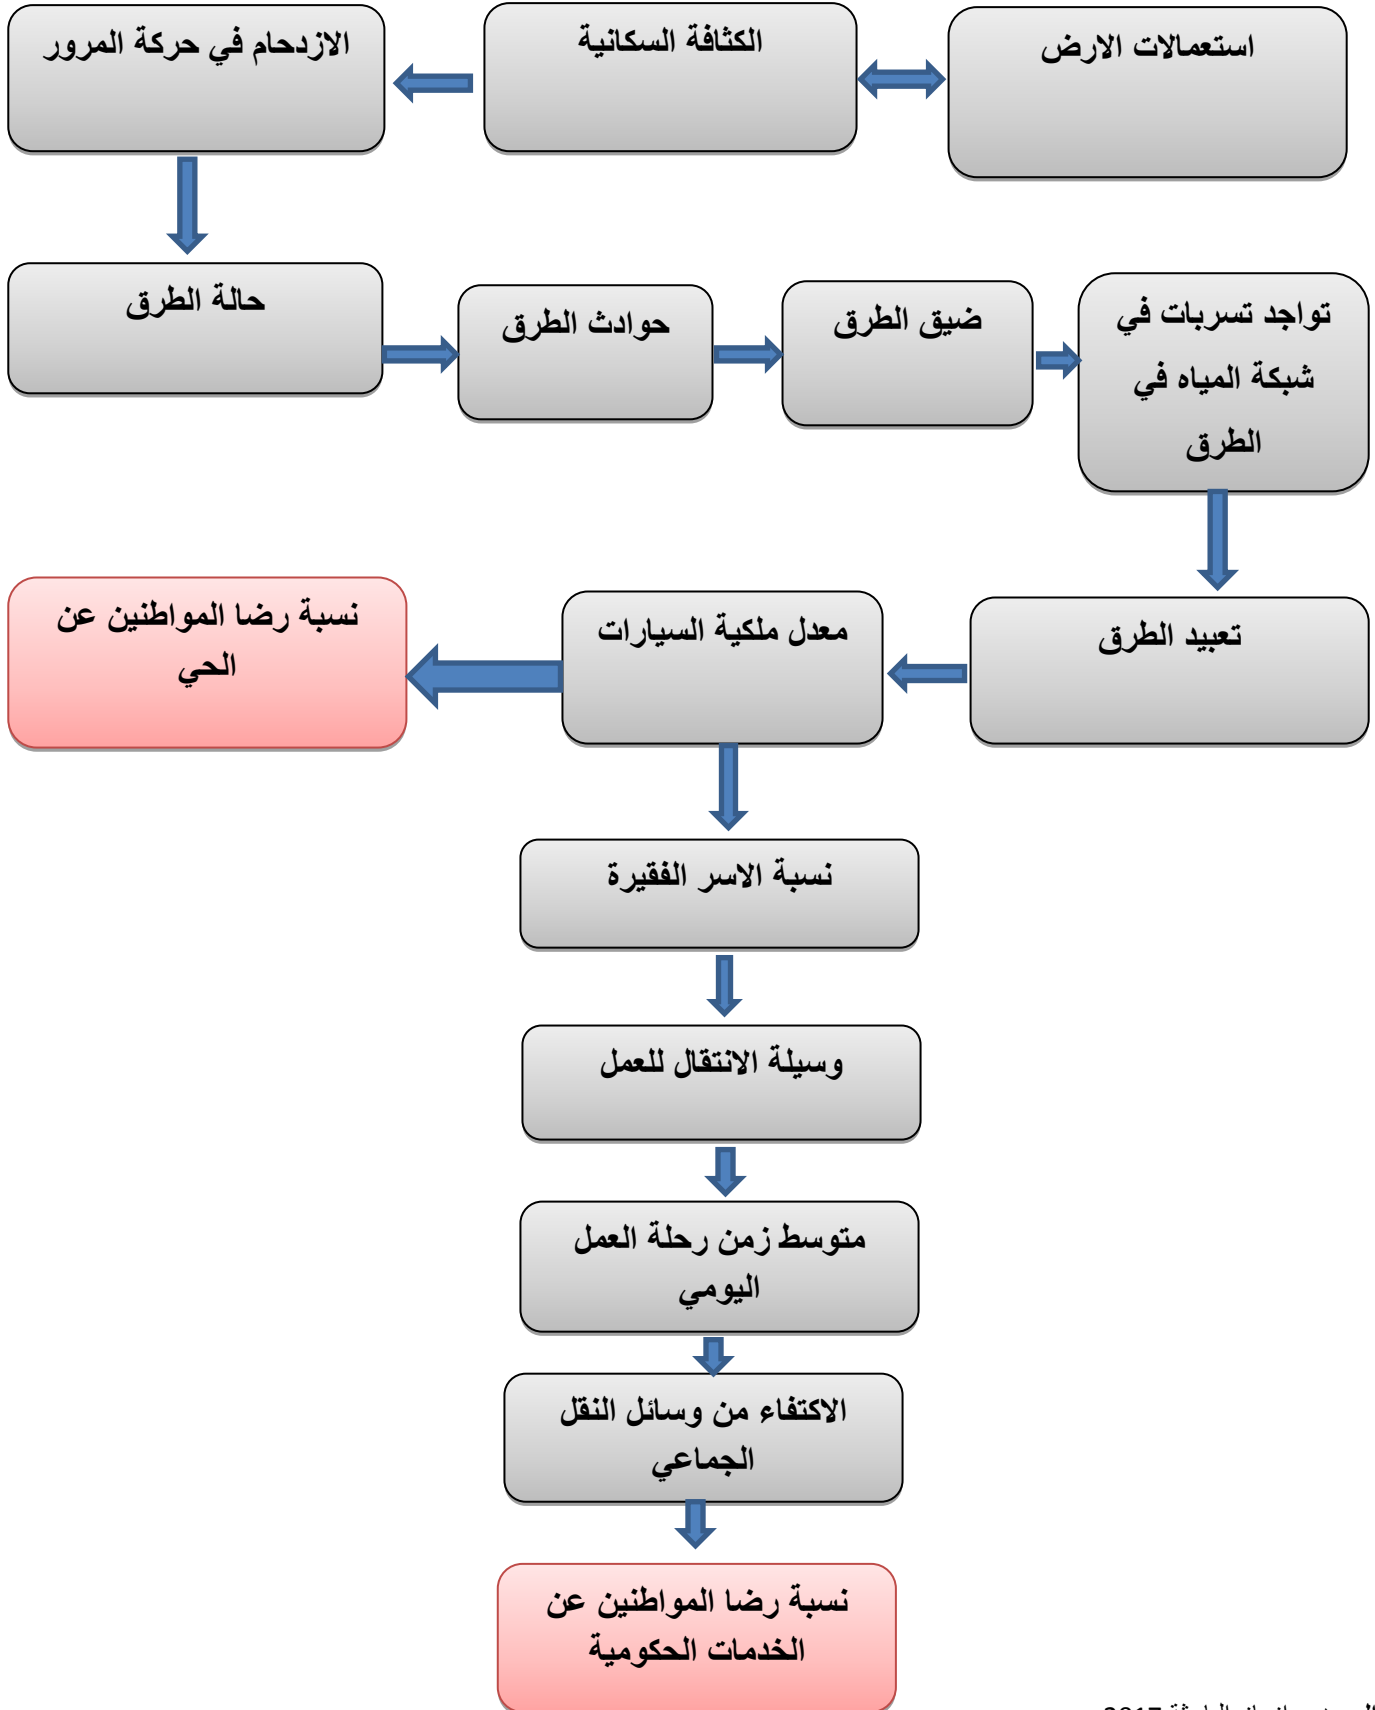 استعمالات الارض
الكثافة السكانية
الازدحام في حركة المرور
حالة الطرق
حوادث الطرق
ضيق الطرق
تواجد تسربات في
شبكة المياه في
الطرق
تعبيد الطرق
معدل ملكية السيارات
نسبة رضا المواطنين عن
الحي
نسبة الاسر الفقيرة
وسيلة الانتقال للعمل
متوسط زمن رحلة العمل
اليومي
الاكتفاء من وسائل النقل
الجماعي
نسبة رضا المواطنين عن
الخدمات الحكومية
2017